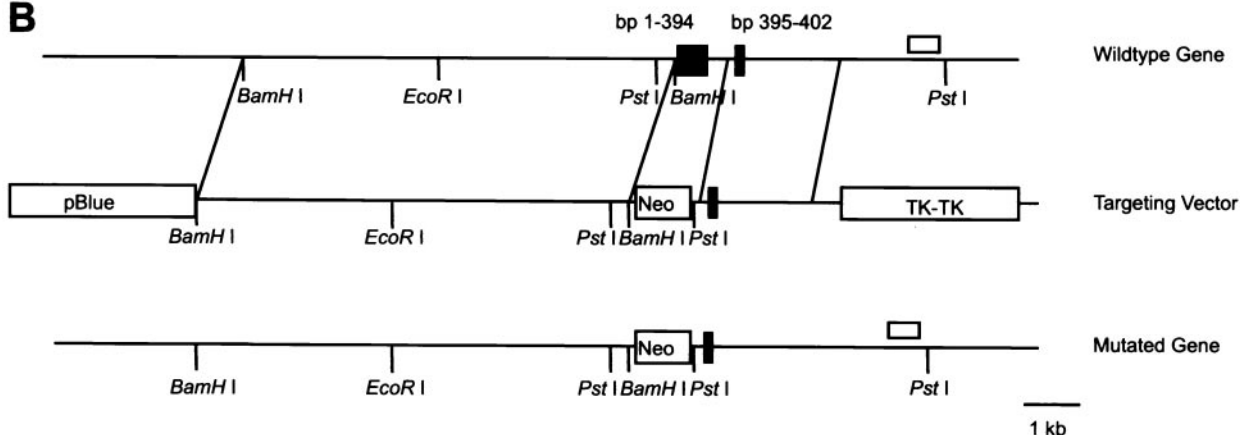 B
bp 1-394 bp 395-402
Wildtype Gene
BamH I EcoR I Pst I BamH I Pst I
pBlue Neo TK-TK Targeting Vector
BamH I EcoR I Pst I BamH I Pst I
Neo Mutated Gene
BamH I EcoR I Pst I BamH I Pst I Pst I
1 kb